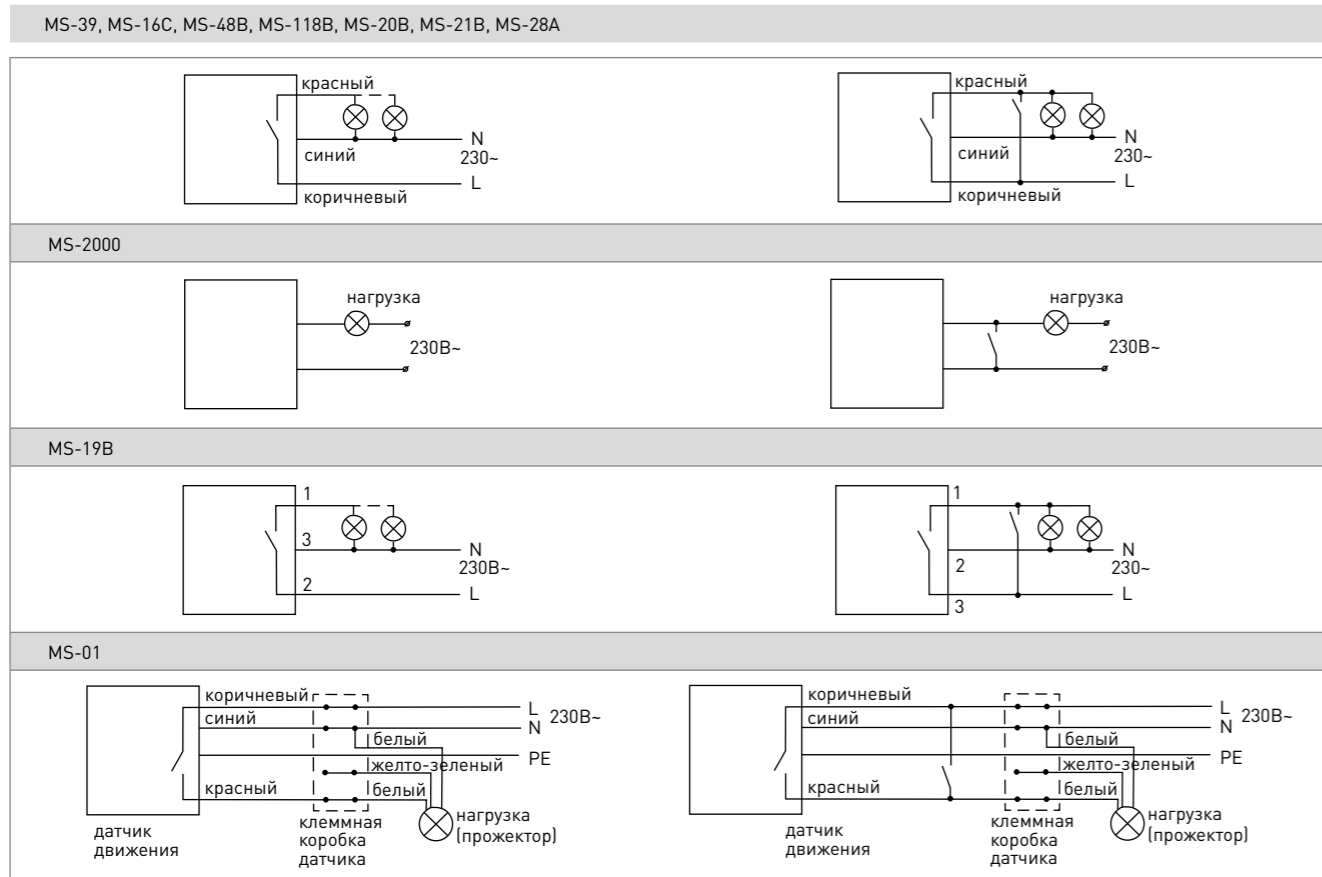 MS-39, MS-16C, MS-48B, MS-118B, MS-20B, MS-21B, MS-28A
красный
синий
N
230~
L
коричневый
красный
синий
N
230~
L
коричневый
MS-2000
нагрузка
230В~
нагрузка
230В~
MS-19B
1
3
N
230В~
2
L
1
N
2
230~
L
3
MS-01
коричневый
L
230В~
синий
N
белый
PE
желто-зеленый
красный
белый
датчик
движения
клеммная
коробка
датчика
нагрузка
(прожектор)
коричневый
L
230В~
синий
N
белый
PE
желто-зеленый
красный
белый
датчик
движения
клеммная
коробка
датчика
нагрузка
(прожектор)